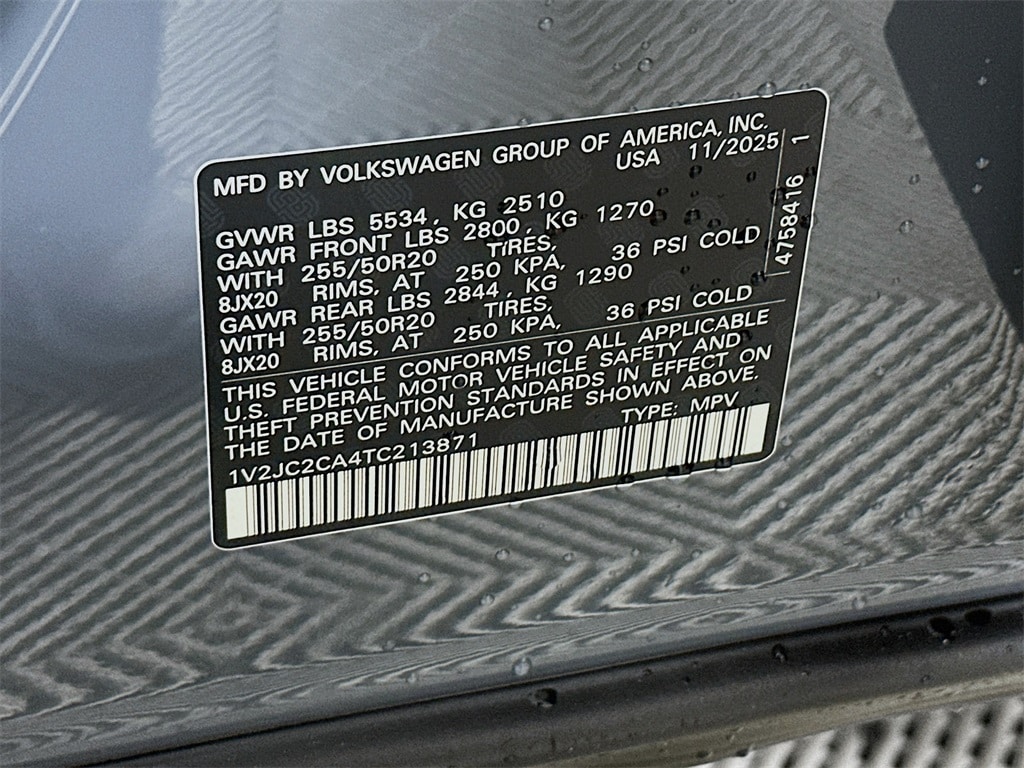 MFD BY VOLKSWAGEN GROUP OF AMERICA, INC.
USA 11/2025
GVWR LBS 5534, KG 2510
GAWR FRONT LBS 2800, KG 1270
WITH 255/50R20 TIRES,
8JX20 RIMS, AT 250 KPA, 36 PSI COLD
GAWR REAR LBS 2844, KG 1290
WITH 255/50R20 TIRES,
8JX20 RIMS, AT 250 KPA, 36 PSI COLD
THIS VEHICLE CONFORMS TO ALL APPLICABLE
U.S. FEDERAL MOTOR VEHICLE SAFETY AND
THEFT PREVENTION STANDARDS IN EFFECT ON
THE DATE OF MANUFACTURE SHOWN ABOVE.
1V2JC2CA4TC213871 TYPE: MPV
4758416 1